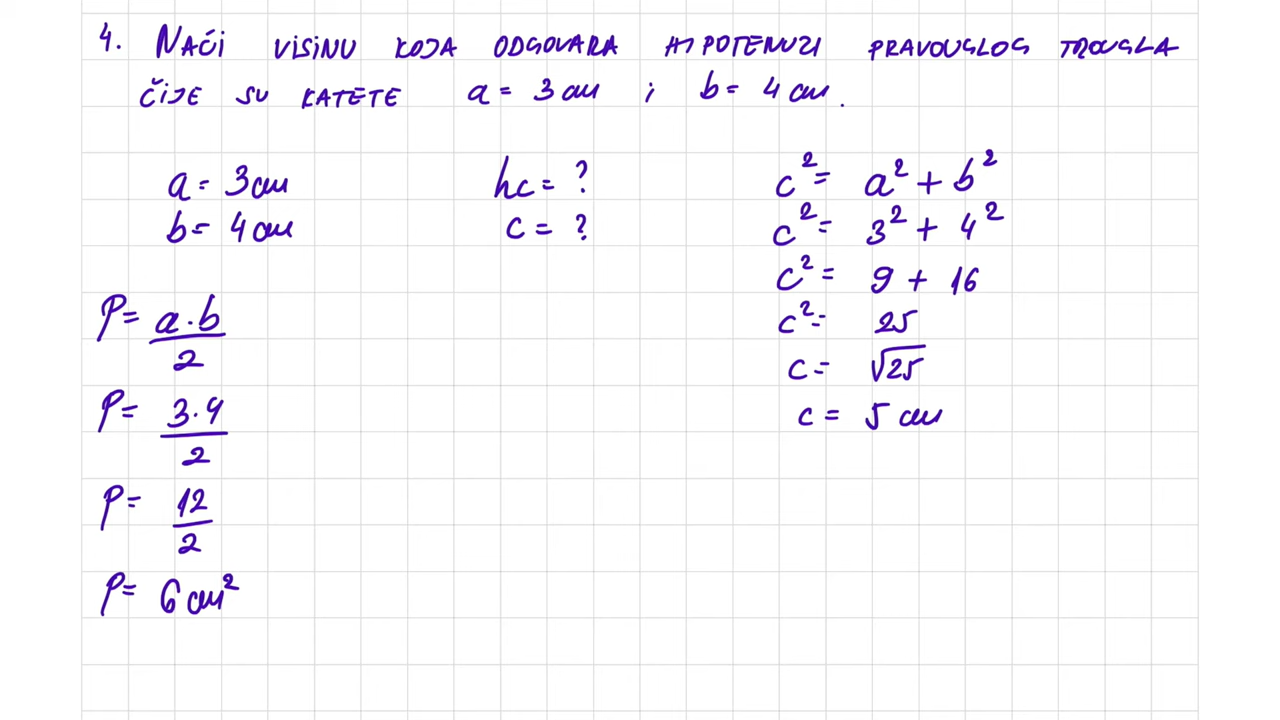 4. NAĆI VISINU KOJA ODGOVARA HIPOTENUZI PRAVOUGLOG TROUGLA
ČIJE SU KATETE a = 3 cm i b = 4 cm.
a = 3 cm
b = 4 cm
hc = ?
c = ?
c² = a² + b²
c² = 3² + 4²
c² = 9 + 16
c² = 25
c = √25
c = 5 cm
P = a·b / 2
P = 3·4 / 2
P = 12 / 2
P = 6 cm²